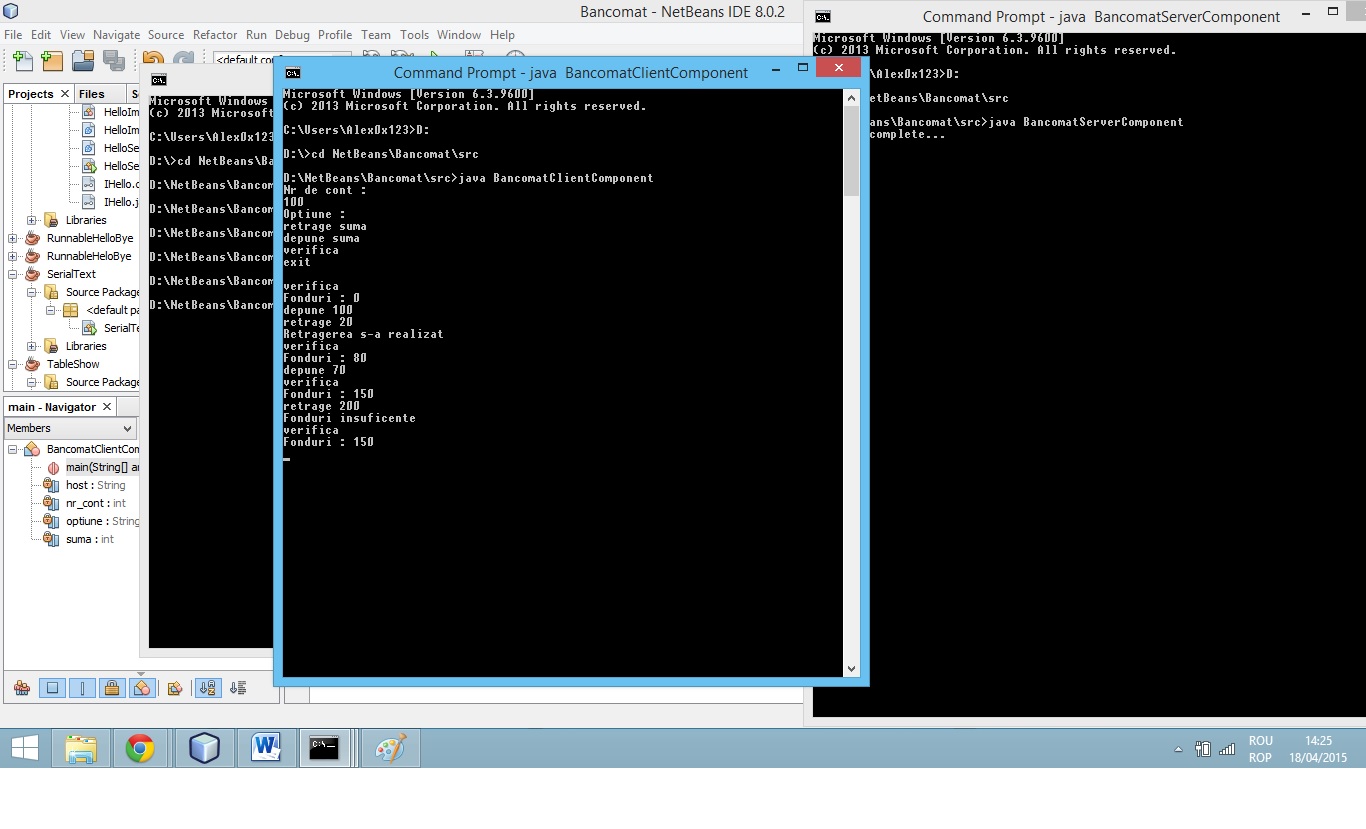 Bancomat - NetBeans IDE 8.0.2
File Edit View Navigate Source Refactor Run Debug Profile Team Tools Window Help
<default co
Projects Files S
HelloIm
HelloIm
HelloSe
HelloSe
IHello.
IHello.j
Libraries
RunnableHelloBye
RunnableHeloBye
SerialText
Source Package
<default pa
SerialTe
Libraries
TableShow
Source Package
main - Navigator
Members
BancomatClientCom
main(String[] a
host : String
nr_cont : int
optiune : String
suma : int
Microsoft Windows
(c) 2013 Microsoft
C:\Users\Alex0x123
D:\>cd NetBeans\Ba
D:\NetBeans\Bancom
D:\NetBeans\Bancom
D:\NetBeans\Bancom
D:\NetBeans\Bancom
D:\NetBeans\Bancom
D:\NetBeans\Bancom
Command Prompt - java BancomatClientComponent
Microsoft Windows [Version 6.3.9600]
(c) 2013 Microsoft Corporation. All rights reserved.
C:\Users\Alex0x123>D:
D:\>cd NetBeans\Bancomat\src
D:\NetBeans\Bancomat\src>java BancomatClientComponent
Nr de cont :
100
Optiune :
retrage suma
depune suma
verifica
exit
verifica
Fonduri : 0
depune 100
retrage 20
Retragerea s-a realizat
verifica
Fonduri : 80
depune 70
verifica
Fonduri : 150
retrage 200
Fonduri insuficente
verifica
Fonduri : 150
Command Prompt - java BancomatServerComponent
Microsoft Windows [Version 6.3.9600]
(c) 2013 Microsoft Corporation. All rights reserved.
\Alex0x123>D:
etBeans\Bancomat\src
ans\Bancomat\src>java BancomatServerComponent
complete...
ROU
ROP
14:25
18/04/2015